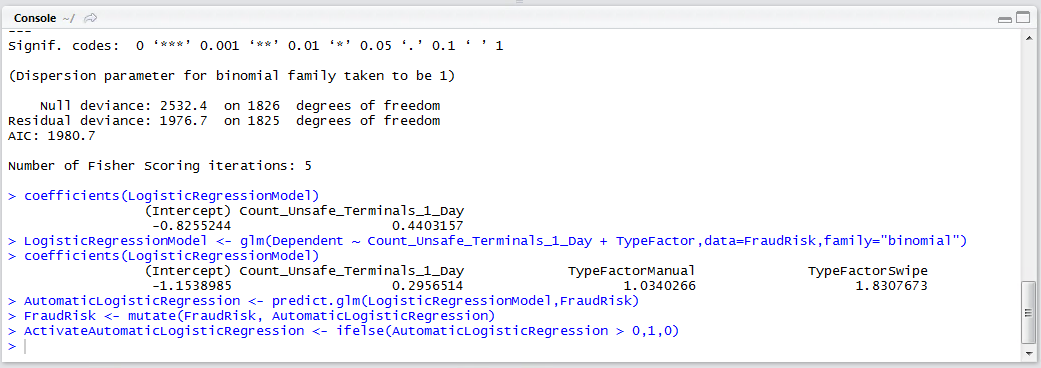 Console ~/
---
Signif. codes:  0 ‘***’ 0.001 ‘**’ 0.01 ‘*’ 0.05 ‘.’ 0.1 ‘ ’ 1
(Dispersion parameter for binomial family taken to be 1)
    Null deviance: 2532.4  on 1826  degrees of freedom
Residual deviance: 1976.7  on 1825  degrees of freedom
AIC: 1980.7
Number of Fisher Scoring iterations: 5
> coefficients(LogisticRegressionModel)
                  (Intercept) Count_Unsafe_Terminals_1_Day
                   -0.8255244                    0.4403157
> LogisticRegressionModel <- glm(Dependent ~ Count_Unsafe_Terminals_1_Day + TypeFactor,data=FraudRisk,family="binomial")
> coefficients(LogisticRegressionModel)
                  (Intercept) Count_Unsafe_Terminals_1_Day             TypeFactorManual              TypeFactorSwipe
                   -1.1538985                    0.2956514                    1.0340266                    1.8307673
> AutomaticLogisticRegression <- predict.glm(LogisticRegressionModel,FraudRisk)
> FraudRisk <- mutate(FraudRisk, AutomaticLogisticRegression)
> ActivateAutomaticLogisticRegression <- ifelse(AutomaticLogisticRegression > 0,1,0)
>